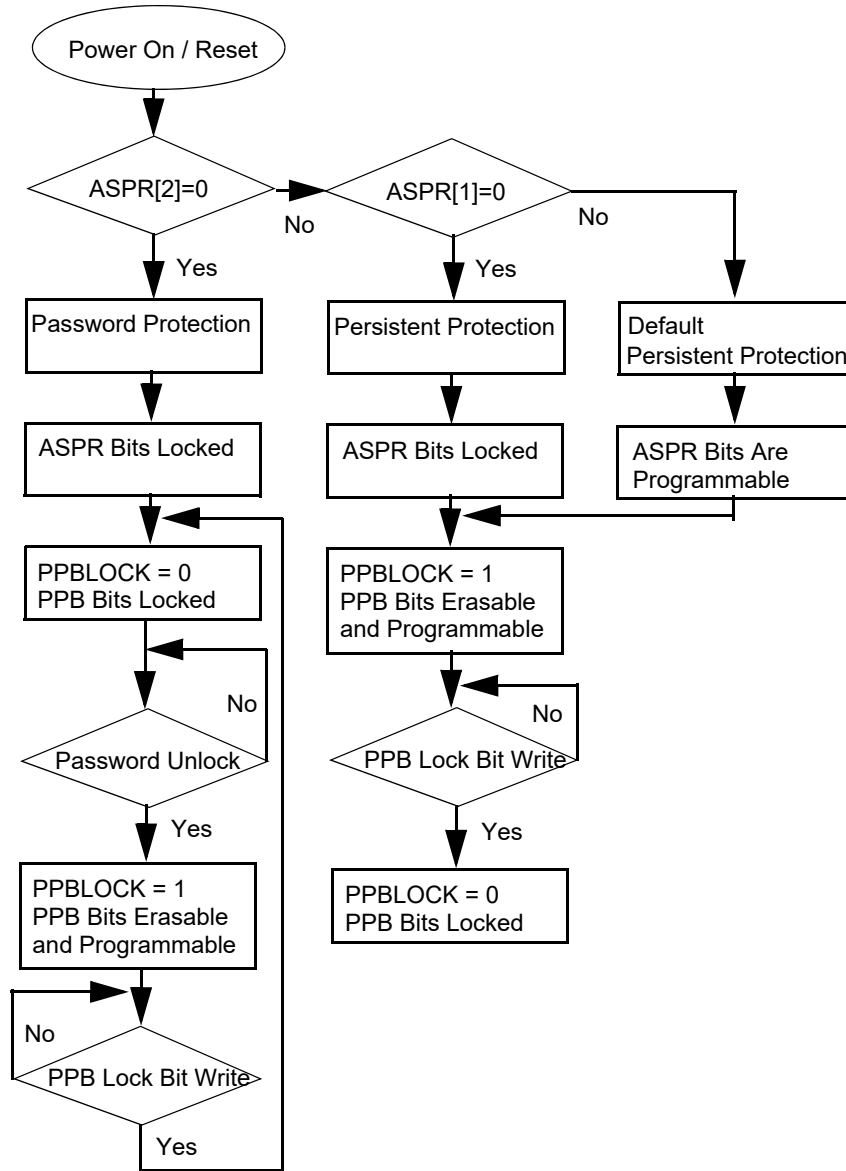 Power On / Reset
ASPR[2]=0
No
ASPR[1]=0
No
Yes
Yes
Password Protection
Persistent Protection
Default
Persistent Protection
ASPR Bits Locked
ASPR Bits Locked
ASPR Bits Are
Programmable
PPBLOCK = 0
PPB Bits Locked
PPBLOCK = 1
PPB Bits Erasable
and Programmable
No
Password Unlock
Yes
No
PPB Lock Bit Write
Yes
PPBLOCK = 1
PPB Bits Erasable
and Programmable
PPBLOCK = 0
PPB Bits Locked
No
PPB Lock Bit Write
Yes